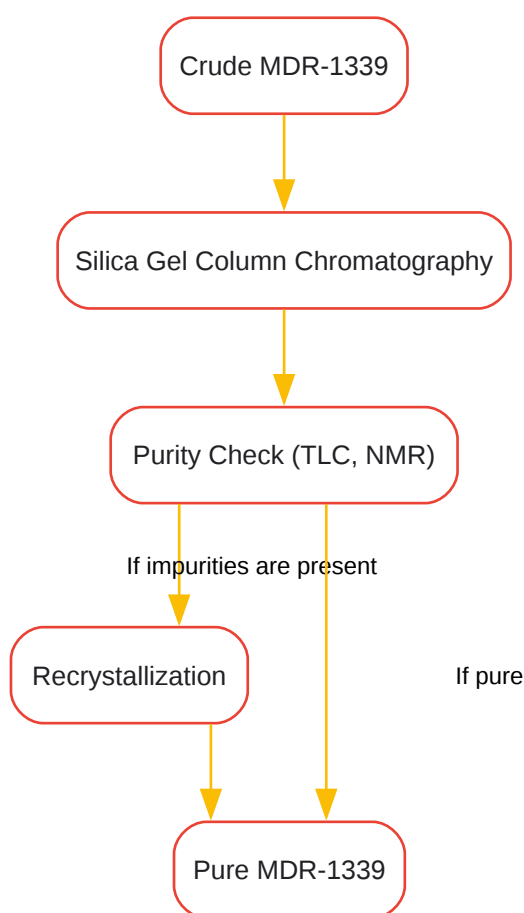 Crude MDR-1339
Silica Gel Column Chromatography
Purity Check (TLC, NMR)
If impurities are present
Recrystallization
If pure
Pure MDR-1339